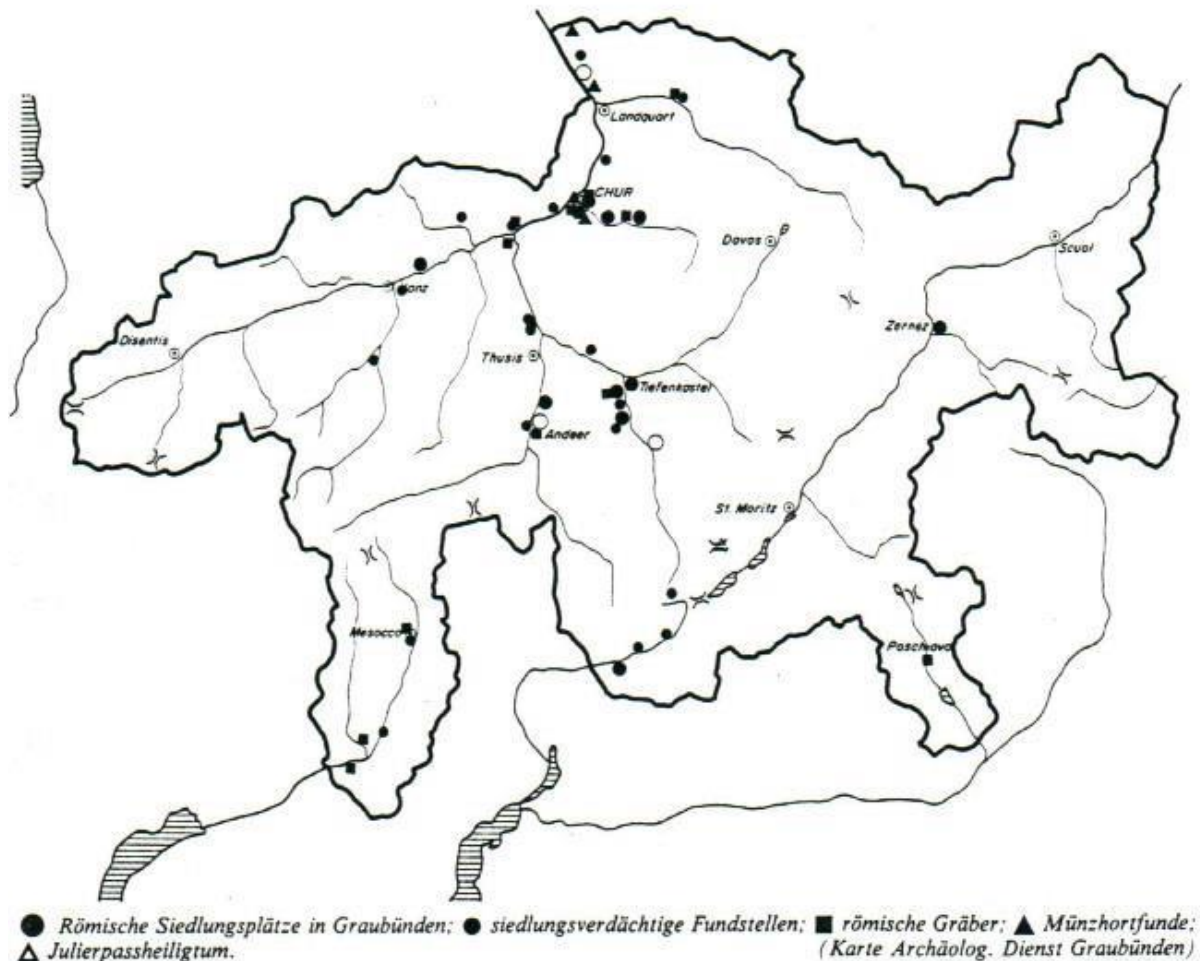 Landquart
CHUR
Davos
Scuol
Ilanz
Zernez
Disentis
Thusis
Tiefenkastel
Andeer
St. Moritz
Mesocco
Poschiavo
● Römische Siedlungsplätze in Graubünden; ● siedlungsverdächtige Fundstellen; ■ römische Gräber; ▲ Münzhortfunde;
△ Julierpassheiligtum. (Karte Archäolog. Dienst Graubünden)